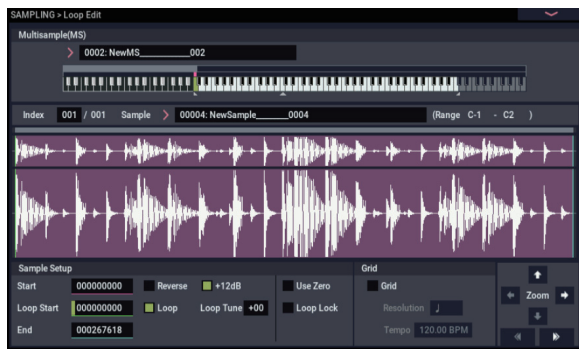 SAMPLING > Loop Edit
Multisample(MS)
0002: NewMS__________002
Index 001 / 001 Sample 00004: NewSample_______0004 (Range C-1 - C2 )
Sample Setup Grid
Start 000000000 Reverse +12dB Use Zero Grid
Loop Start 000000000 Loop Loop Tune +00 Loop Lock Resolution Zoom
End 000267618 Tempo 120.00 BPM